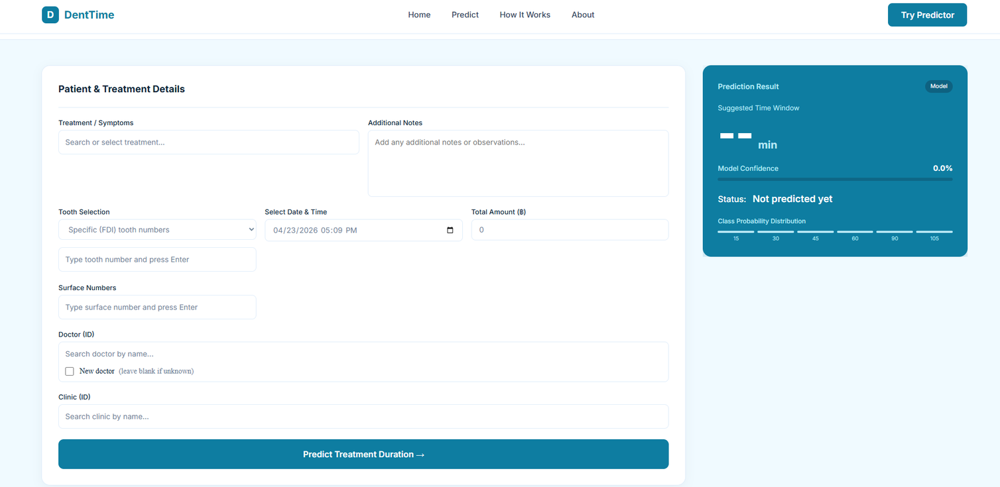 D DentTime
Home Predict How It Works About
Try Predictor
Patient & Treatment Details
Treatment / Symptoms
Search or select treatment...
Additional Notes
Add any additional notes or observations...
Tooth Selection
Specific (FDI) tooth numbers
Type tooth number and press Enter
Select Date & Time
04/23/2026 05:09 PM
Total Amount (฿)
0
Surface Numbers
Type surface number and press Enter
Doctor (ID)
Search doctor by name...
New doctor (leave blank if unknown)
Clinic (ID)
Search clinic by name...
Predict Treatment Duration →
Prediction Result
Model
Suggested Time Window
-- min
Model Confidence 0.0%
Status: Not predicted yet
Class Probability Distribution
15 30 45 60 90 105